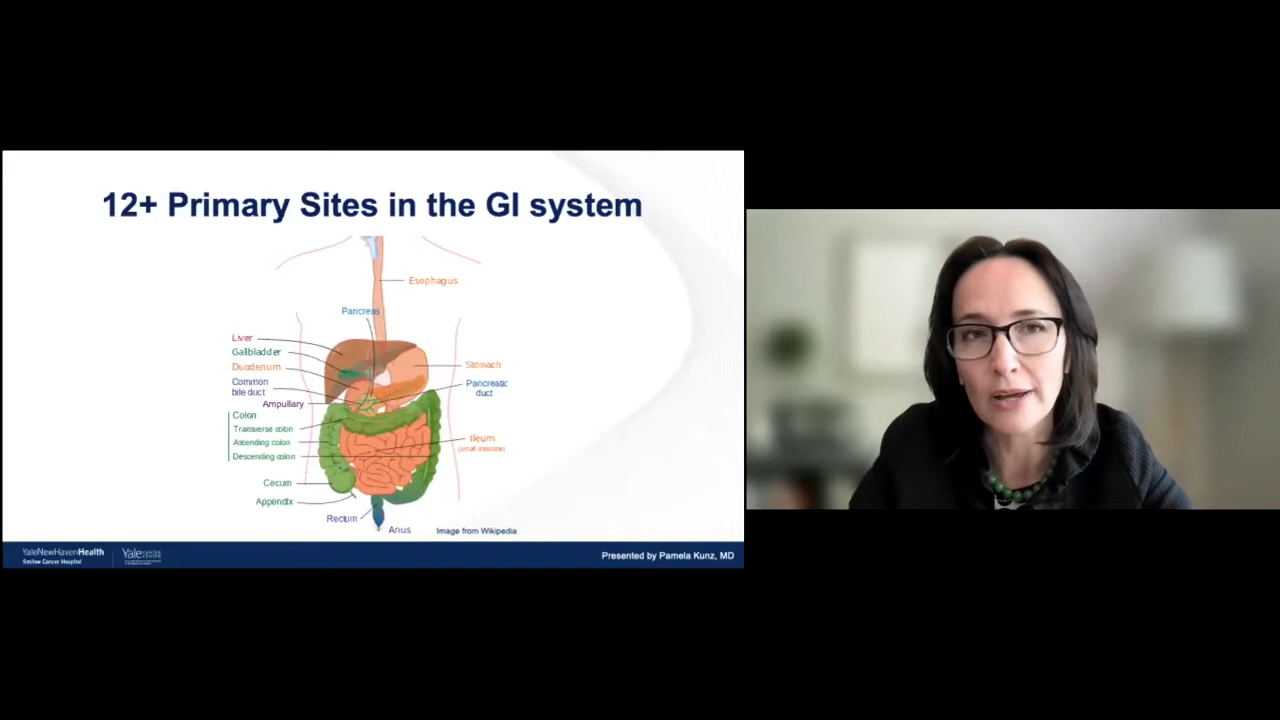 12+ Primary Sites in the GI system
Esophagus
Pancreas
Liver
Gallbladder
Duodenum
Common
bile duct
Ampullary
Stomach
Pancreatic
duct
Colon
Transverse colon
Ascending colon
Descending colon
Ileum
(small intestine)
Cecum
Appendix
Rectum
Anus
Image from Wikipedia
YaleNewHavenHealth
Smilow Cancer Hospital
Yale
Presented by Pamela Kunz, MD